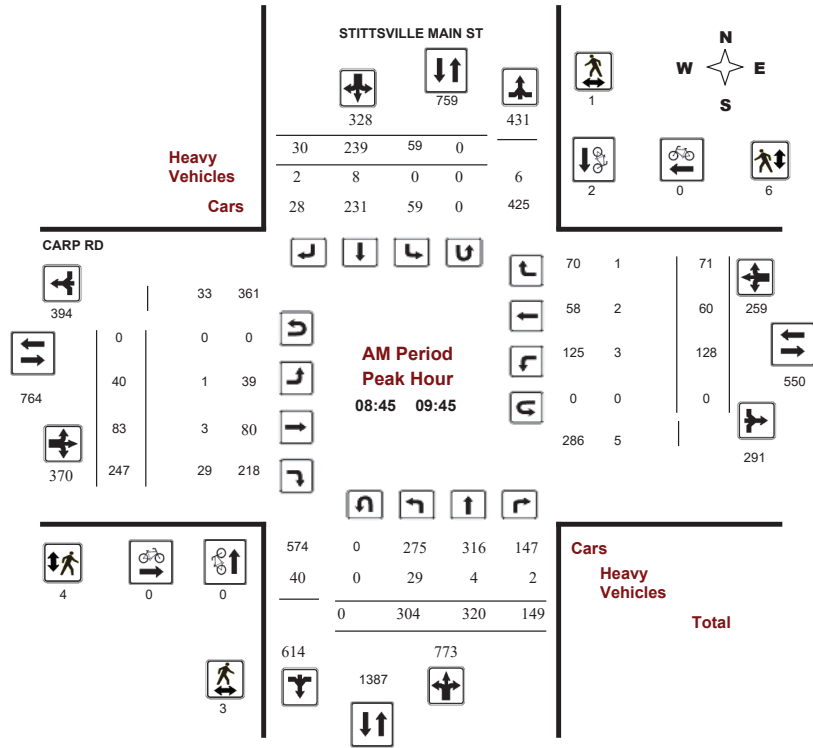 STITTSVILLE MAIN ST
N
W E
S
759
1
328 431
30 239 59 0
Heavy
Vehicles
2 8 0 0 6
2 0 6
Cars
28 231 59 0 425
CARP RD
394
33 361
70 1 71
259
0 0 0
58 2 60
764
40 1 39
AM Period
Peak Hour
08:45 09:45
125 3 128
550
83 3 80
0 0 0
370
247 29 218
286 5
291
574 0 275 316 147
Cars
40 0 29 4 2
Heavy
Vehicles
4 0 0
0 304 320 149
Total
614 773
1387
3